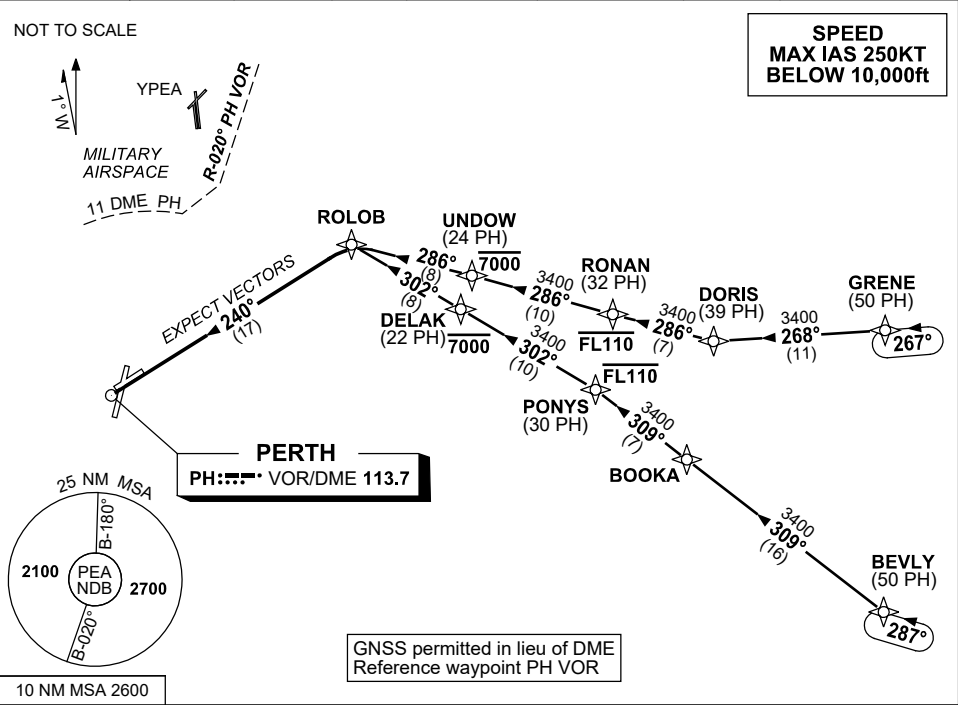 NOT TO SCALE
SPEED
MAX IAS 250KT
BELOW 10,000ft
1° W
YPEA
R-020° PH VOR
MILITARY
AIRSPACE
11 DME PH
ROLOB
UNDOW
(24 PH)
7000
286°
(8)
302°
(8)
DELAK
(22 PH)
7000
3400
286°
(10)
RONAN
(32 PH)
FL110
3400
286°
(7)
DORIS
(39 PH)
3400
268°
(11)
GRENE
(50 PH)
267°
EXPECT VECTORS
240°
(17)
3400
302°
(10)
FL110
PONYS
(30 PH)
3400
309°
(7)
BOOKA
3400
309°
(16)
BEVLY
(50 PH)
287°
PERTH
PH VOR/DME 113.7
25 NM MSA
B-180°
2100
PEA
NDB
2700
B-020°
10 NM MSA 2600
GNSS permitted in lieu of DME
Reference waypoint PH VOR